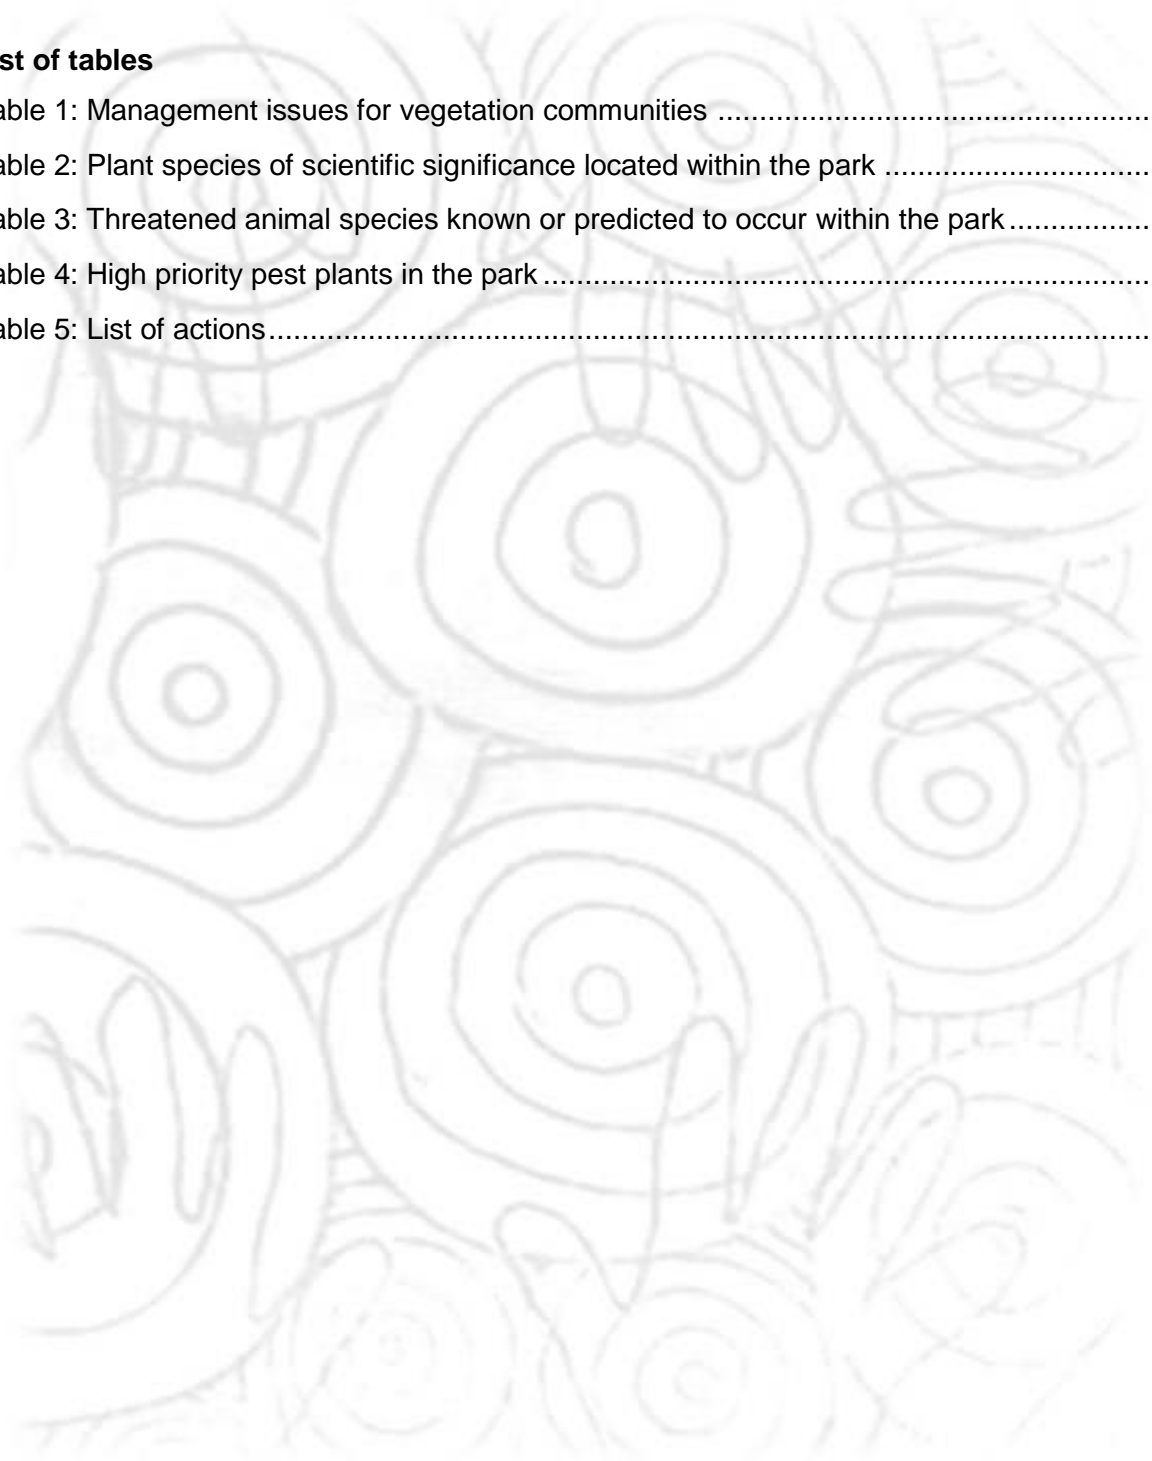 st of tables
able 1: Management issues for vegetation communities ....................................................
able 2: Plant species of scientific significance located within the park ................................
able 3: Threatened animal species known or predicted to occur within the park.................
able 4: High priority pest plants in the park.........................................................................
able 5: List of actions..........................................................................................................